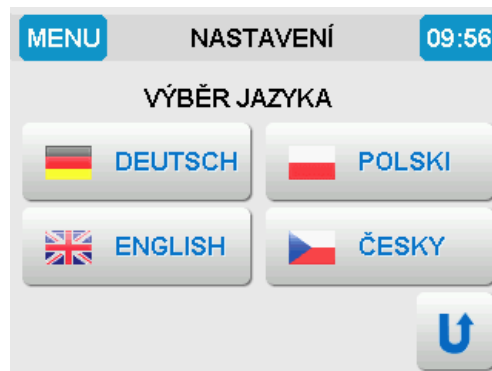 MENU NASTAVENÍ 09:56
VÝBĚR JAZYKA
DEUTSCH POLSKI
ENGLISH ČESKY